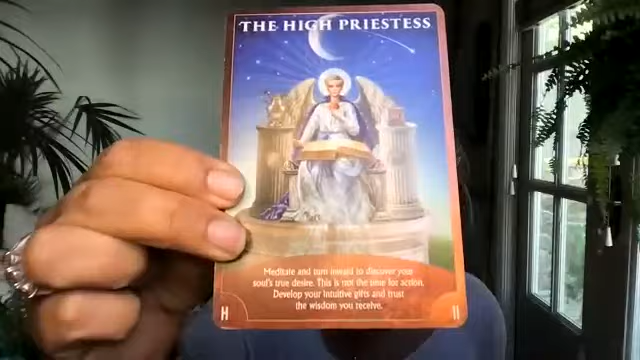 THE HIGH PRIESTESS
Meditate and turn inward to discover your
soul's true desire. This is not the time for action.
Develop your intuitive gifts and trust
the wisdom you receive.
H II